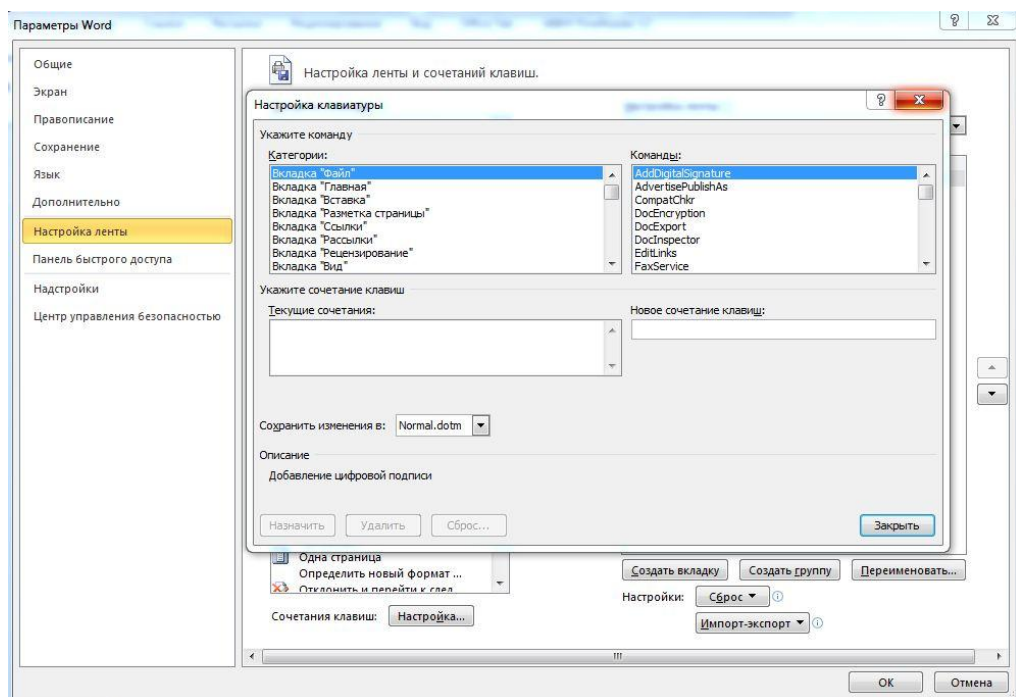 Параметры Word
Общие
Экран
Правописание
Сохранение
Язык
Дополнительно
Настройка ленты
Панель быстрого доступа
Надстройки
Центр управления безопасностью
Настройка ленты и сочетаний клавиш.
Настройка клавиатуры
Укажите команду
Категории:
Вкладка "Файл"
Вкладка "Главная"
Вкладка "Вставка"
Вкладка "Разметка страницы"
Вкладка "Ссылки"
Вкладка "Рассылки"
Вкладка "Рецензирование"
Вкладка "Вид"
Команды:
AddDigitalSignature
AdvertisePublishAs
CompatChkr
DocEncryption
DocExport
DocInspector
EditLinks
FaxService
Укажите сочетание клавиш
Текущие сочетания:
Новое сочетание клавиш:
Сохранить изменения в: Normal.dotm
Описание
Добавление цифровой подписи
Назначить Удалить Сброс... Закрыть
Одна страница
Определить новый формат ...
Отклонить и перейти к след
Сочетания клавиш: Настройка...
Создать вкладку Создать группу Переименовать...
Настройки: Сброс
Импорт-экспорт
ОК Отмена